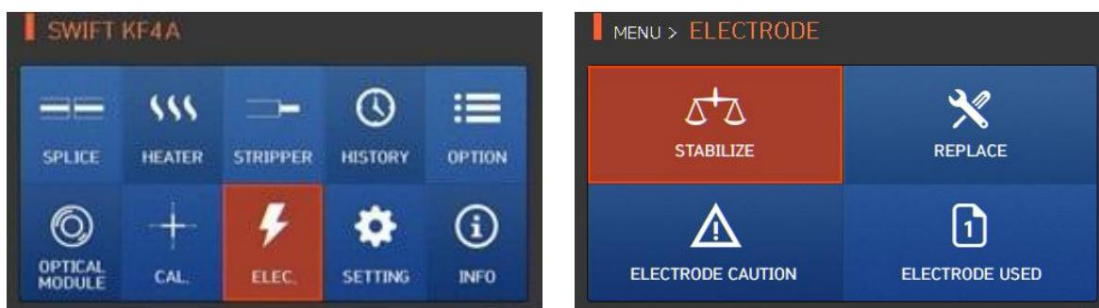 SWIFT KF4A
SPLICE HEATER STRIPPER HISTORY OPTION
OPTICAL MODULE CAL. ELEC. SETTING INFO
MENU > ELECTRODE
STABILIZE REPLACE
1
ELECTRODE CAUTION ELECTRODE USED